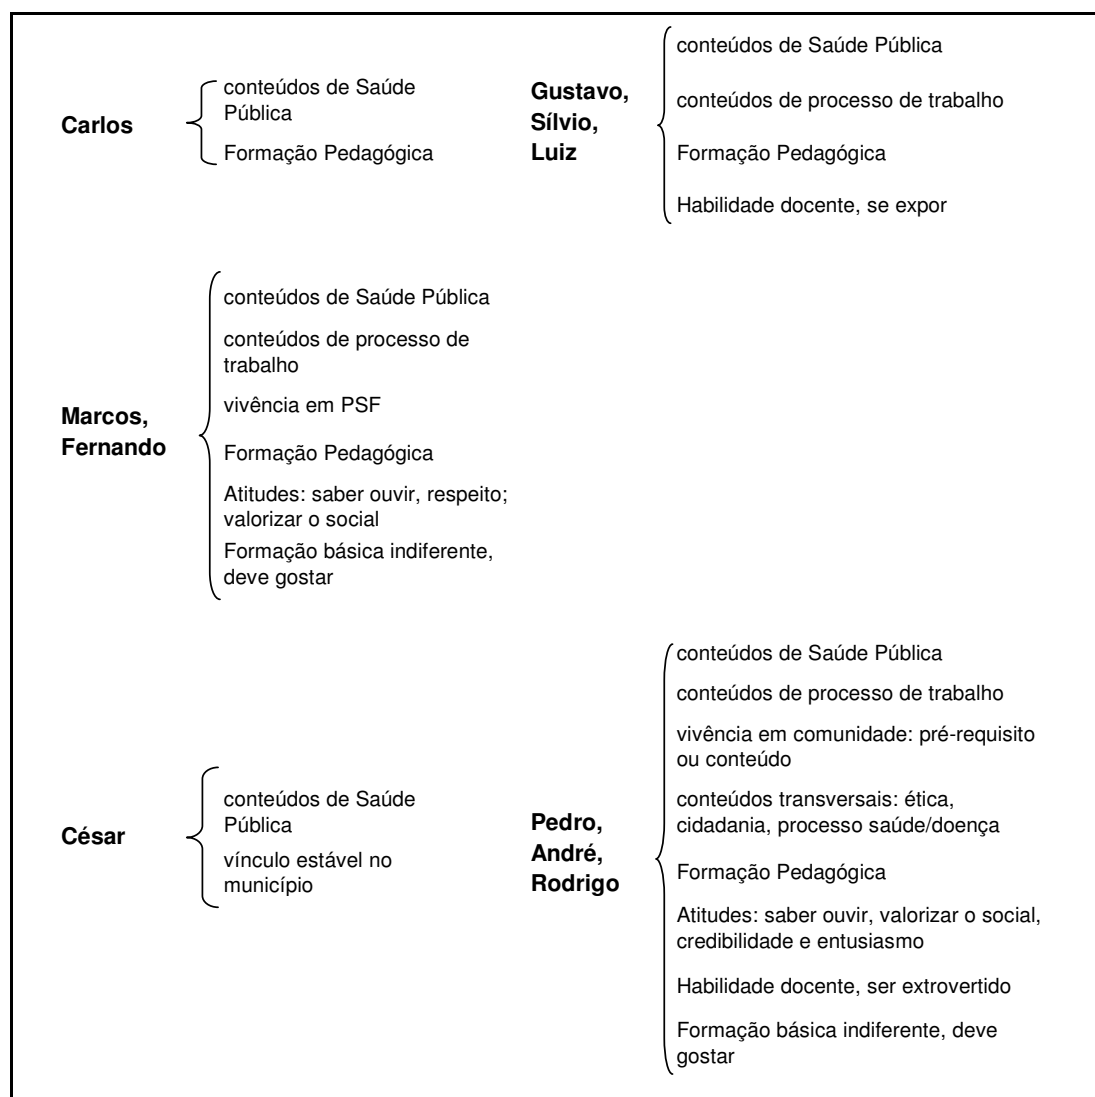 Carlos
conteúdos de Saúde
Pública
Formação Pedagógica
Gustavo,
Sílvio,
Luiz
conteúdos de Saúde Pública
conteúdos de processo de trabalho
Formação Pedagógica
Habilidade docente, se expor
Marcos,
Fernando
conteúdos de Saúde Pública
conteúdos de processo de
trabalho
vivência em PSF
Formação Pedagógica
Atitudes: saber ouvir, respeito;
valorizar o social
Formação básica indiferente,
deve gostar
César
conteúdos de Saúde
Pública
vínculo estável no
município
Pedro,
André,
Rodrigo
conteúdos de Saúde Pública
conteúdos de processo de trabalho
vivência em comunidade: pré-requisito
ou conteúdo
conteúdos transversais: ética,
cidadania, processo saúde/doença
Formação Pedagógica
Atitudes: saber ouvir, valorizar o social,
credibilidade e entusiasmo
Habilidade docente, ser extrovertido
Formação básica indiferente, deve
gostar